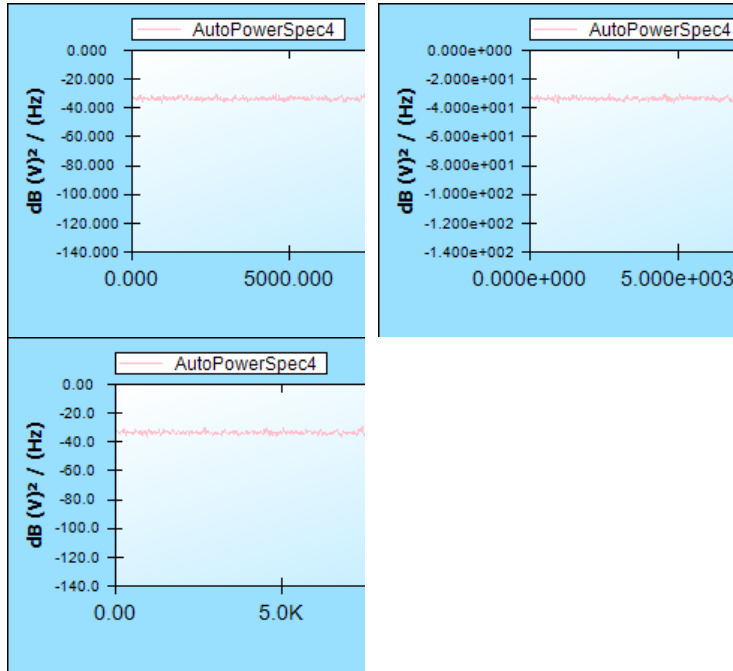 AutoPowerSpec4
0.000
-20.000
-40.000
-60.000
-80.000
-100.000
-120.000
-140.000
dB (V)² / (Hz)
0.000 5000.000
AutoPowerSpec4
0.000e+000
-2.000e+001
-4.000e+001
-6.000e+001
-8.000e+001
-1.000e+002
-1.200e+002
-1.400e+002
dB (V)² / (Hz)
0.000e+000 5.000e+003
AutoPowerSpec4
0.00
-20.0
-40.0
-60.0
-80.0
-100.0
-120.0
-140.0
dB (V)² / (Hz)
0.00 5.0K